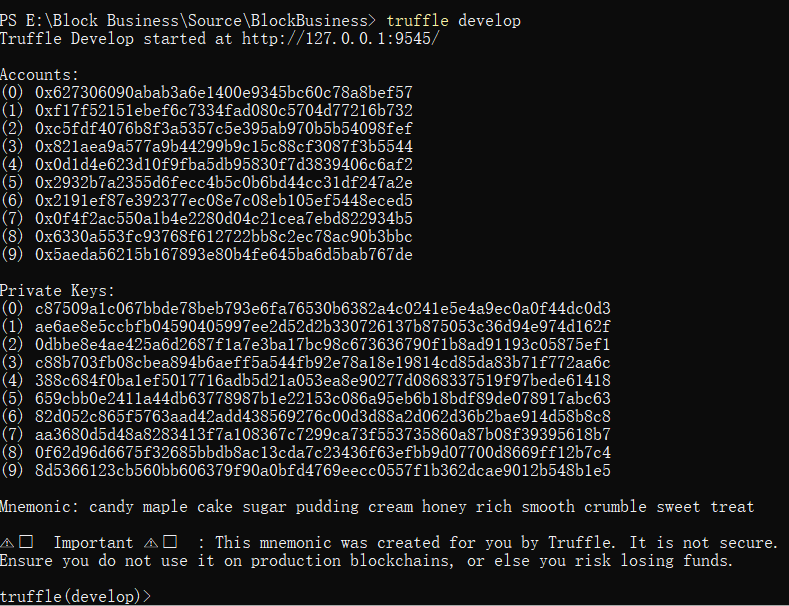 PS E:\Block Business\Source\BlockBusiness> truffle develop
Truffle Develop started at http://127.0.0.1:9545/
Accounts:
(0) 0x627306090abab3a6e1400e9345bc60c78a8bef57
(1) 0xf17f52151ebef6c7334fad080c5704d77216b732
(2) 0xc5fdf4076b8f3a5357c5e395ab970b5b54098fef
(3) 0x821aea9a577a9b44299b9c15c88cf3087f3b5544
(4) 0x0d1d4e623d10f9fba5db95830f7d3839406c6af2
(5) 0x2932b7a2355d6fecc4b5c0b6bd44cc31df247a2e
(6) 0x2191ef87e392377ec08e7c08eb105ef5448eced5
(7) 0x0f4f2ac550a1b4e2280d04c21cea7ebd822934b5
(8) 0x6330a553fc93768f612722bb8c2ec78ac90b3bbc
(9) 0x5aeda56215b167893e80b4fe645ba6d5bab767de
Private Keys:
(0) c87509a1c067bbde78beb793e6fa76530b6382a4c0241e5e4a9ec0a0f44dc0d3
(1) ae6ae8e5ccbfb04590405997ee2d52d2b330726137b875053c36d94e974d162f
(2) 0dbbe8e4ae425a6d2687f1a7e3ba17bc98c673636790f1b8ad91193c05875ef1
(3) c88b703fb08cbea894b6aeff5a544fb92e78a18e19814cd85da83b71f772aa6c
(4) 388c684f0ba1ef5017716adb5d21a053ea8e90277d0868337519f97bede61418
(5) 659cbb0e2411a44db63778987b1e22153c086a95eb6b18bdf89de078917abc63
(6) 82d052c865f5763aad42add438569276c00d3d88a2d062d36b2bae914d58b8c8
(7) aa3680d5d48a8283413f7a108367c7299ca73f553735860a87b08f39395618b7
(8) 0f62d96d6675f32685bbdb8ac13cda7c23436f63efbb9d07700d8669ff12b7c4
(9) 8d5366123cb560bb606379f90a0bfd4769eecc0557f1b362dcae9012b548b1e5
Mnemonic: candy maple cake sugar pudding cream honey rich smooth crumble sweet treat
⚠□ Important ⚠□ : This mnemonic was created for you by Truffle. It is not secure.
Ensure you do not use it on production blockchains, or else you risk losing funds.
truffle(develop)>